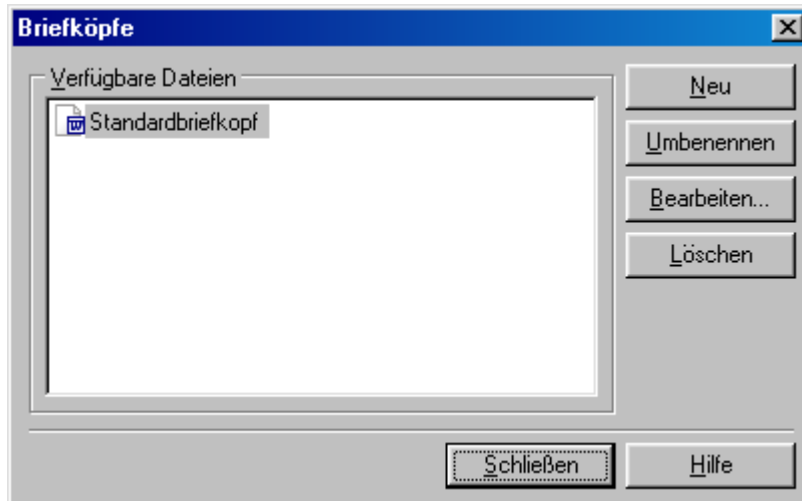 Briefköpfe
Verfügbare Dateien
Standardbriefkopf
Neu
Umbenennen
Bearbeiten...
Löschen
Schließen
Hilfe